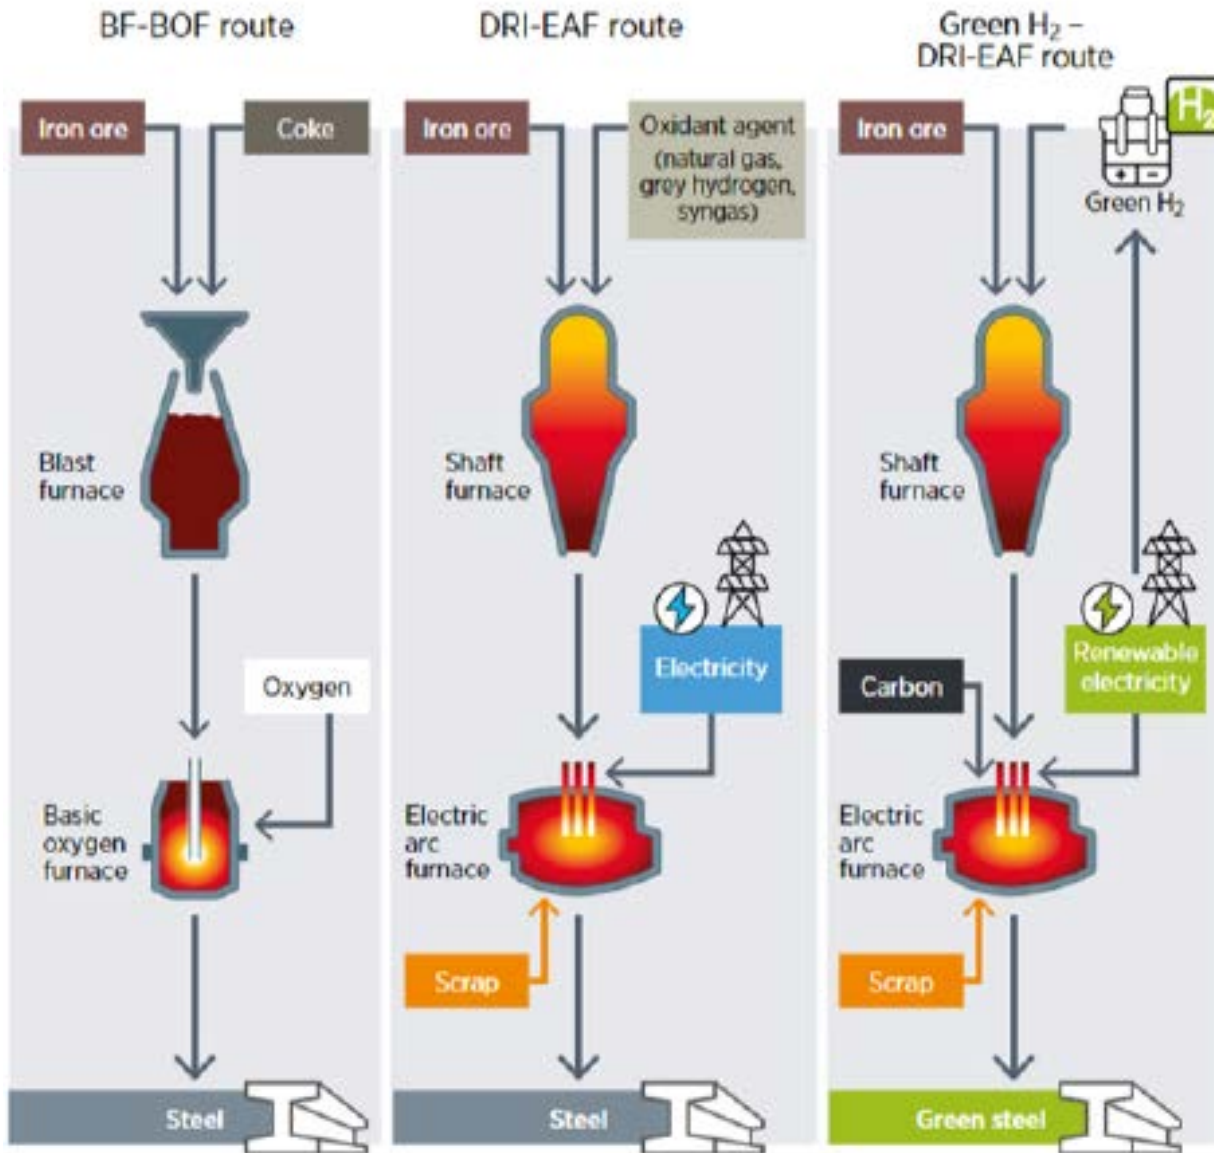 BF-BOF route
Iron ore
Coke
Blast
furnace
Oxygen
Basic
oxygen
furnace
Steel
DRI-EAF route
Iron ore
Oxidant agent
(natural gas,
grey hydrogen,
syngas)
Shaft
furnace
Electricity
Electric
arc
furnace
Scrap
Steel
Green H₂ –
DRI-EAF route
Iron ore
H₂
+ −
Green H₂
Shaft
furnace
Carbon
Renewable
electricity
Electric
arc
furnace
Scrap
Green steel